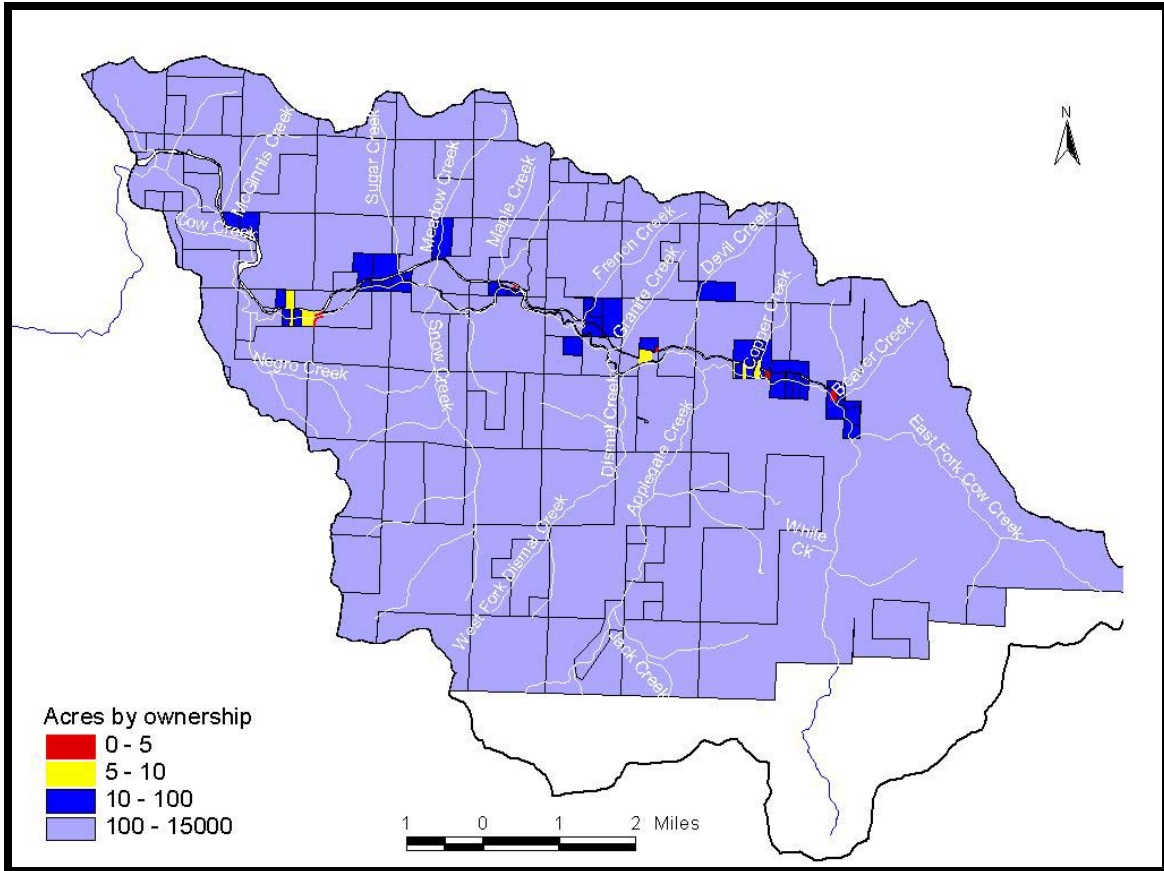 N
McGinnis Creek
Sugar Creek
Meadow Creek
Maple Creek
Cow Creek
French Creek
Granite Creek
Devil Creek
Copper Creek
Beaver Creek
Negro Creek
Snow Creek
Dismal Creek
Applegate Creek
East Fork Cow Creek
White
Ck
West Fork Dismal Creek
Jack Creek
Acres by ownership
0 - 5
5 - 10
10 - 100
100 - 15000
1 0 1 2 Miles